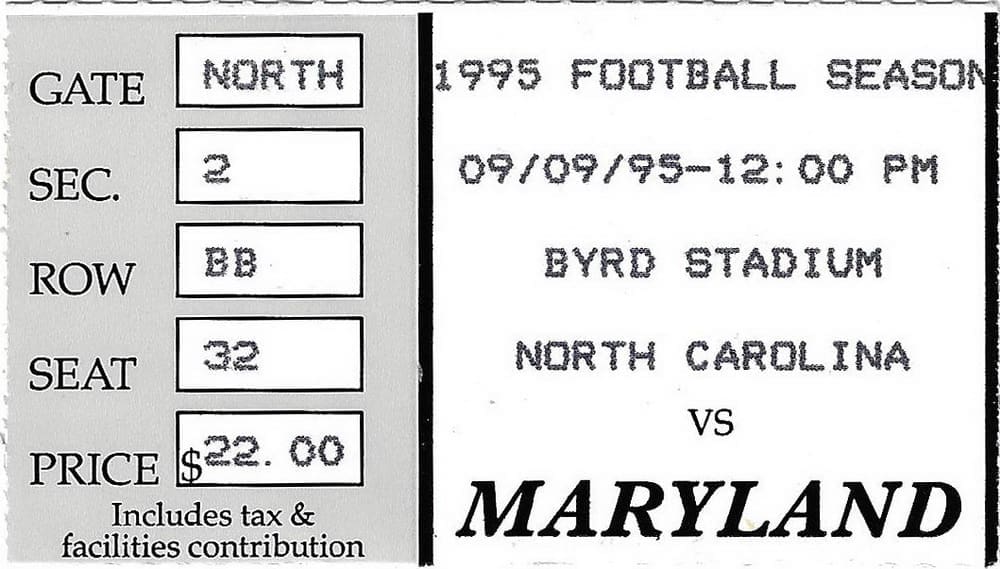 GATE NORTH
SEC. 2
ROW BB
SEAT 32
PRICE $22.00
Includes tax &
facilities contribution
1995 FOOTBALL SEASON
09/09/95-12:00 PM
BYRD STADIUM
NORTH CAROLINA
VS
MARYLAND